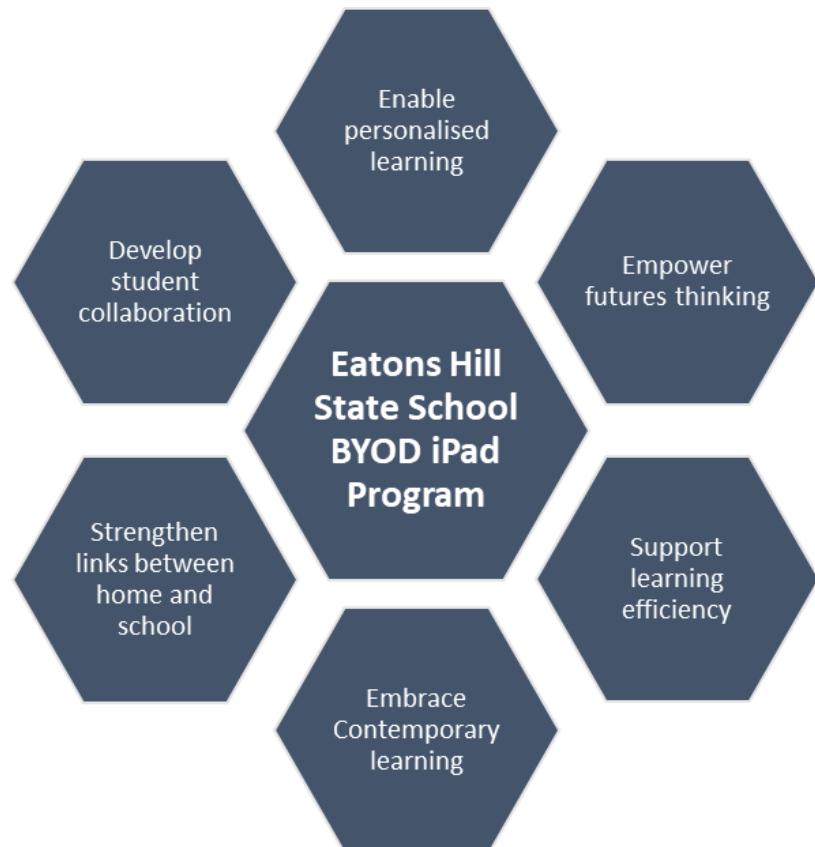 Enable
personalised
learning
Develop
student
collaboration
Empower
futures thinking
Eatons Hill
State School
BYOD iPad
Program
Strengthen
links between
home and
school
Support
learning
efficiency
Embrace
Contemporary
learning